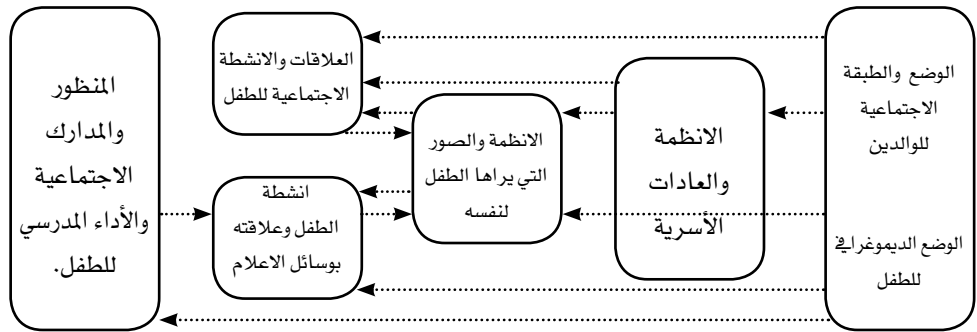 الوضع والطبقة
الاجتماعية
للوالدين
الوضع الديموغرافي
للطفل
الانظمة
والعادات
الأسرية
الانظمة والصور
التي يراها الطفل
لنفسه
العلاقات والانشطة
الاجتماعية للطفل
انشطة
الطفل وعلاقته
بوسائل الاعلام
المنظور
والمدارك
الاجتماعية
والأداء المدرسي
للطفل.